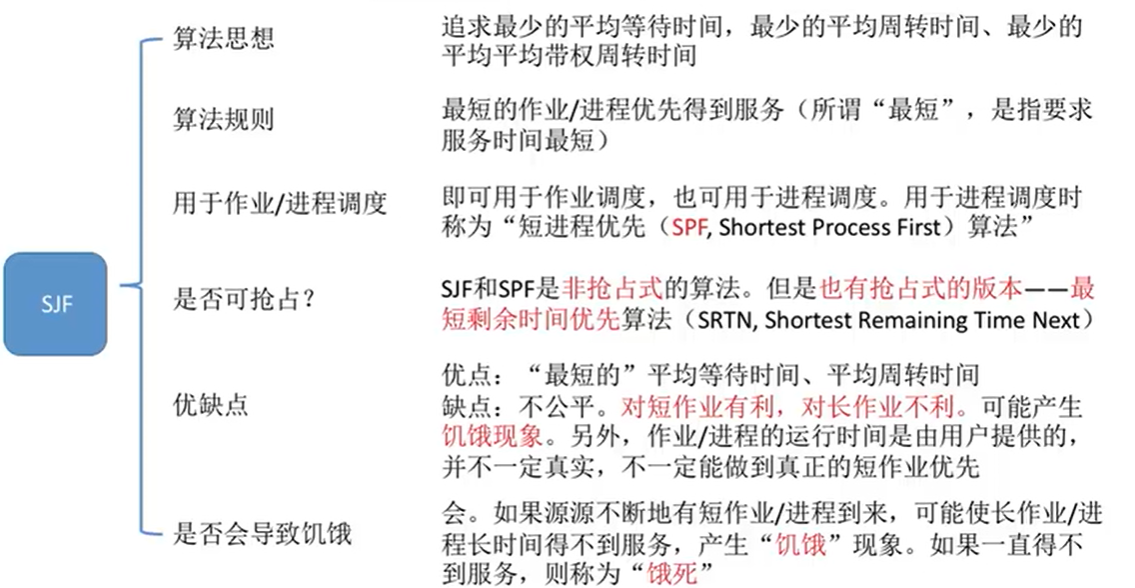 SJF
算法思想
追求最少的平均等待时间，最少的平均周转时间、最少的
平均平均带权周转时间
算法规则
最短的作业/进程优先得到服务（所谓“最短”，是指要求
服务时间最短）
用于作业/进程调度
即可用于作业调度，也可用于进程调度。用于进程调度时
称为“短进程优先（SPF, Shortest Process First）算法”
是否可抢占？
SJF和SPF是非抢占式的算法。但是也有抢占式的版本——最
短剩余时间优先算法（SRTN, Shortest Remaining Time Next）
优缺点
优点：“最短的”平均等待时间、平均周转时间
缺点：不公平。对短作业有利，对长作业不利。可能产生
饥饿现象。另外，作业/进程的运行时间是由用户提供的，
并不一定真实，不一定能做到真正的短作业优先
是否会导致饥饿
会。如果源源不断地有短作业/进程到来，可能使长作业/进
程长时间得不到服务，产生“饥饿”现象。如果一直得不
到服务，则称为“饿死”